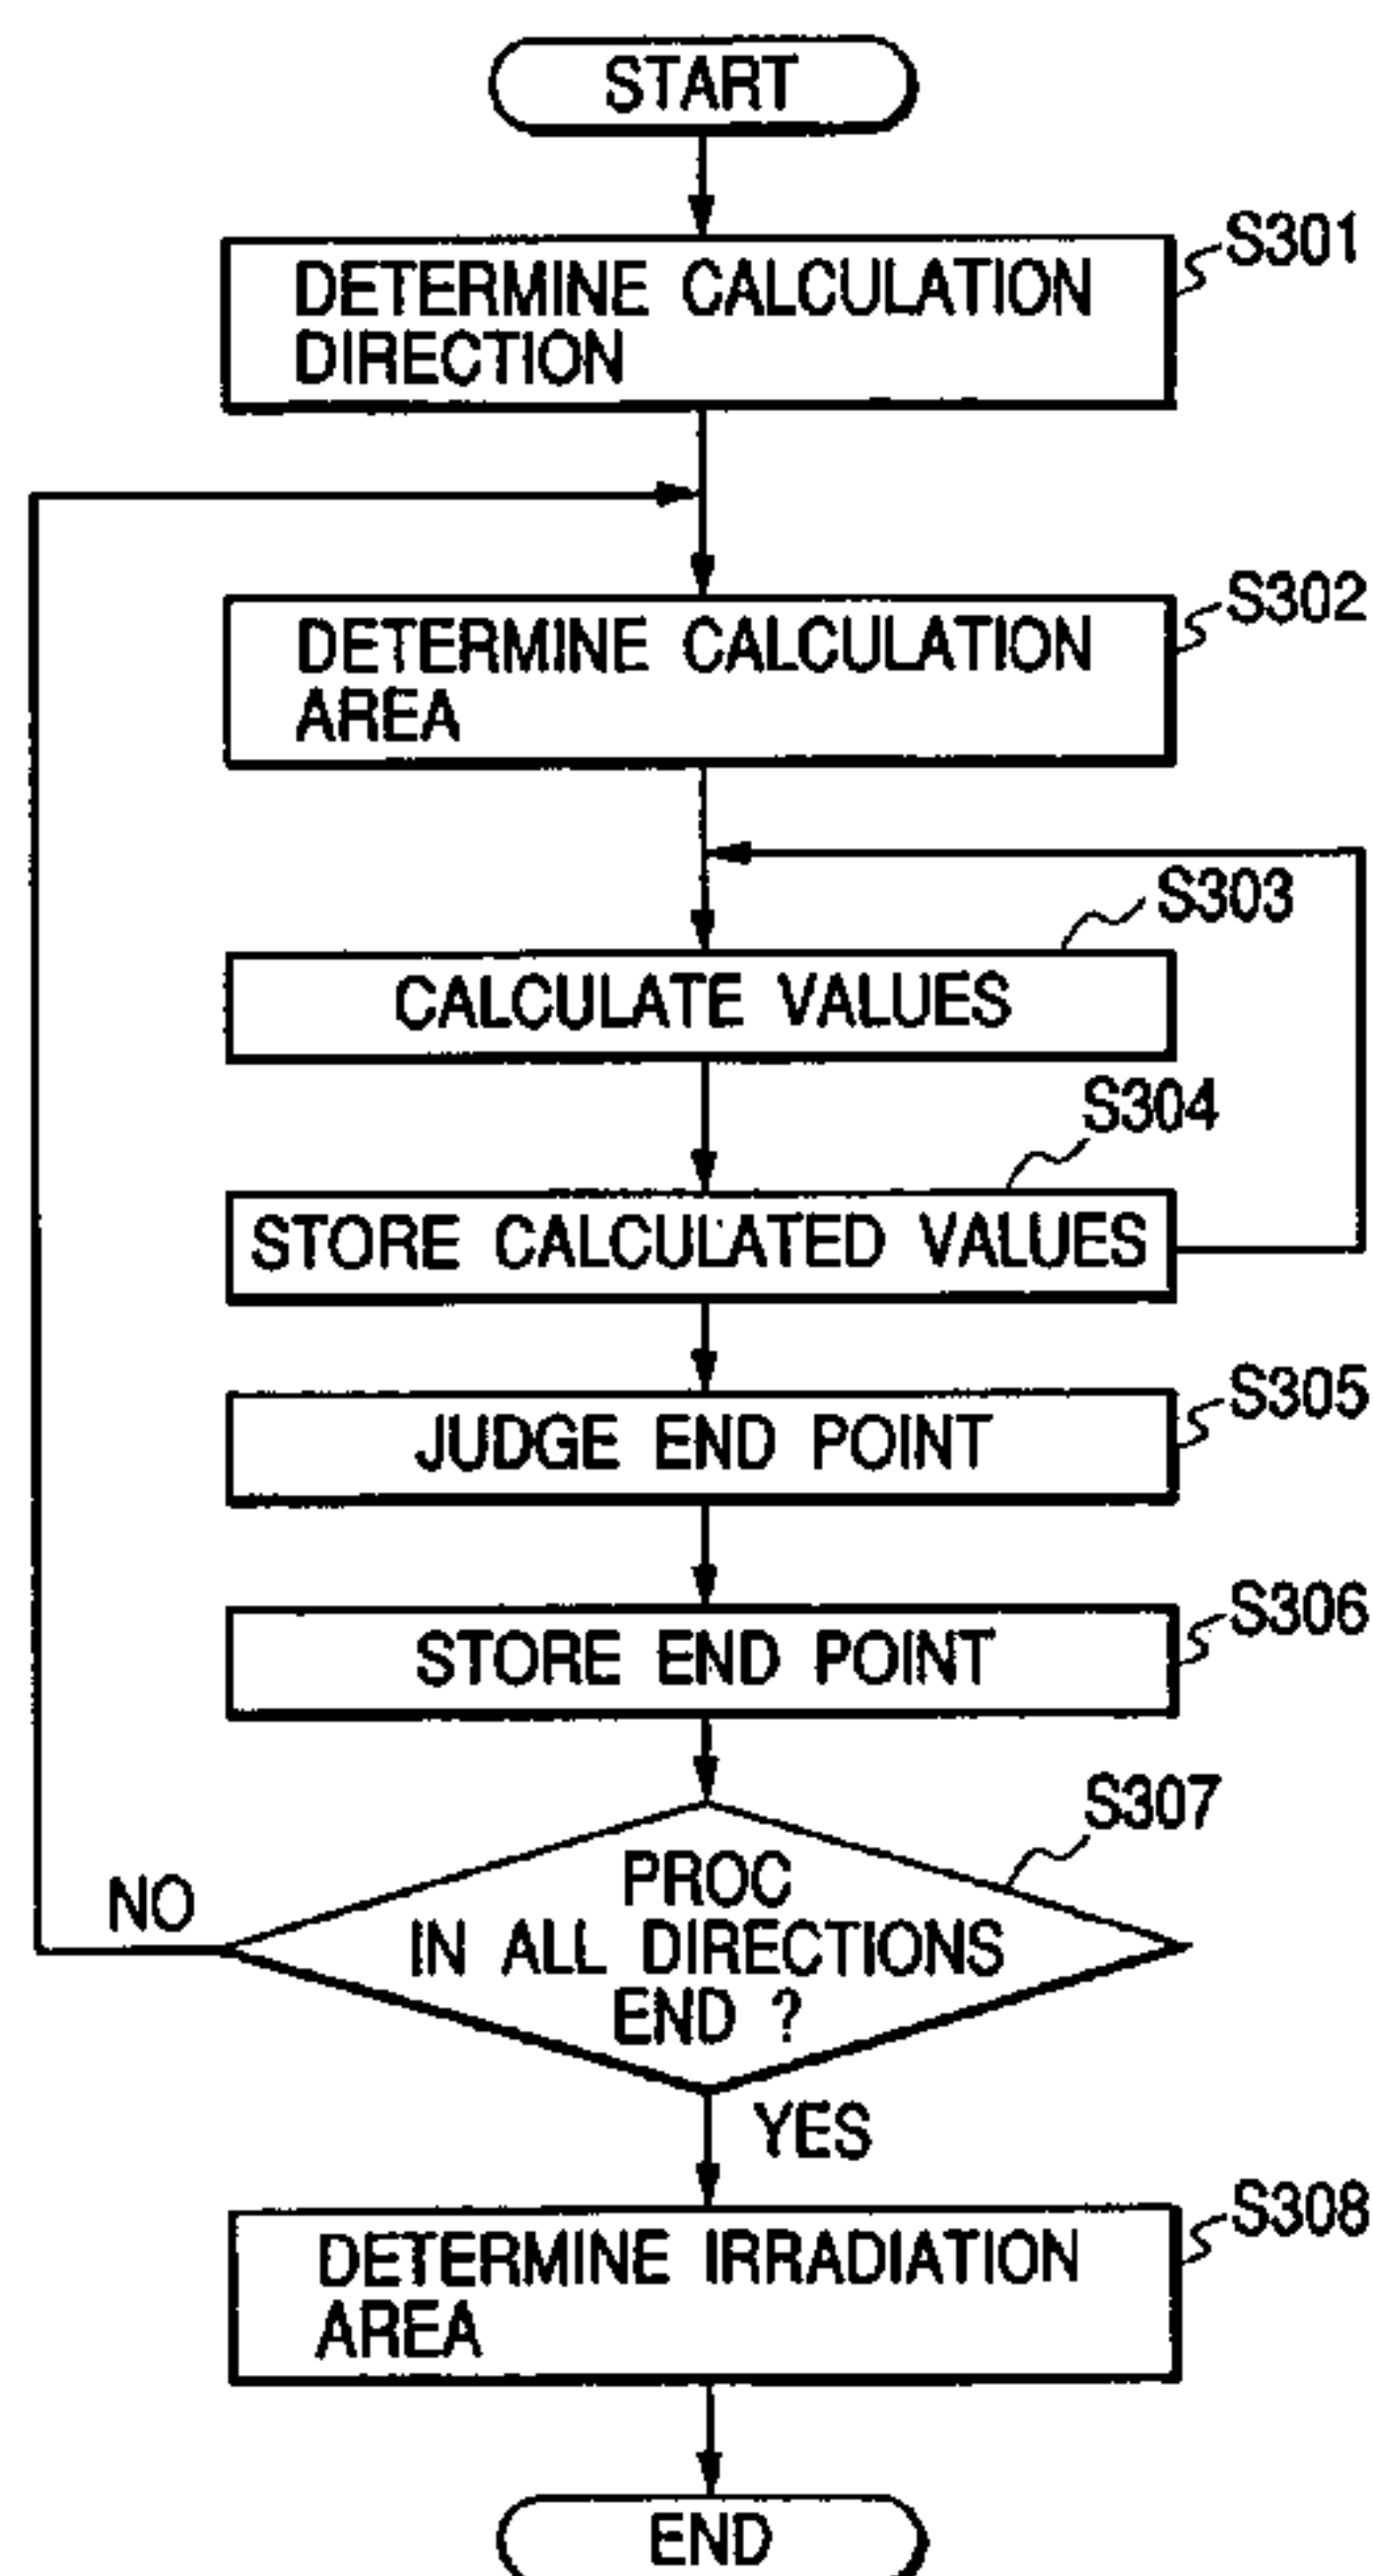 START
S301
DETERMINE CALCULATION
DIRECTION
S302
DETERMINE CALCULATION
AREA
S303
CALCULATE VALUES
S304
STORE CALCULATED VALUES
S305
JUDGE END POINT
S306
STORE END POINT
S307
PROC
IN ALL DIRECTIONS
END ?
NO
YES
S308
DETERMINE IRRADIATION
AREA
END